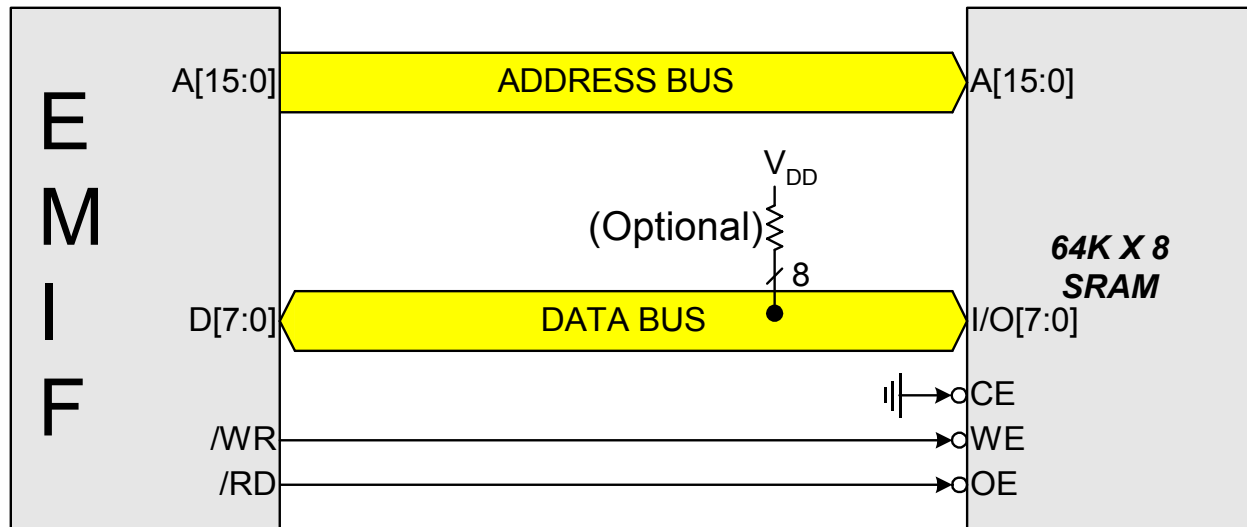 EMIF
A[15:0]
ADDRESS BUS
A[15:0]
VDD
(Optional)
8
64K X 8
SRAM
D[7:0]
DATA BUS
I/O[7:0]
CE
/WR
WE
/RD
OE